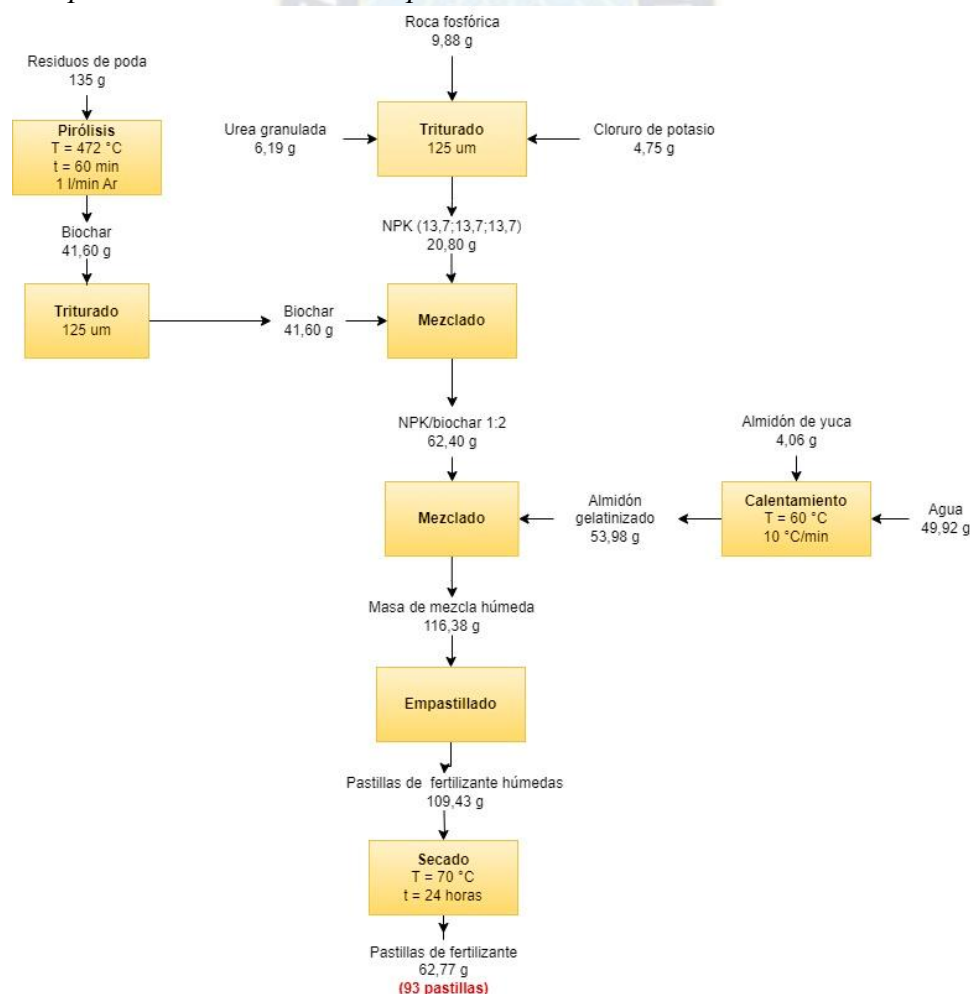 Roca fosfórica
9,88 g
Residuos de poda
135 g
Pirólisis
T = 472 °C
t = 60 min
1 l/min Ar
Urea granulada
6,19 g
Triturado
125 um
Cloruro de potasio
4,75 g
Biochar
41,60 g
NPK (13,7;13,7;13,7)
20,80 g
Triturado
125 um
Biochar
41,60 g
Mezclado
NPK/biochar 1:2
62,40 g
Almidón de yuca
4,06 g
Mezclado
Almidón
gelatinizado
53,98 g
Calentamiento
T = 60 °C
10 °C/min
Agua
49,92 g
Masa de mezcla húmeda
116,38 g
Empastillado
Pastillas de fertilizante húmedas
109,43 g
Secado
T = 70 °C
t = 24 horas
Pastillas de fertilizante
62,77 g
(93 pastillas)